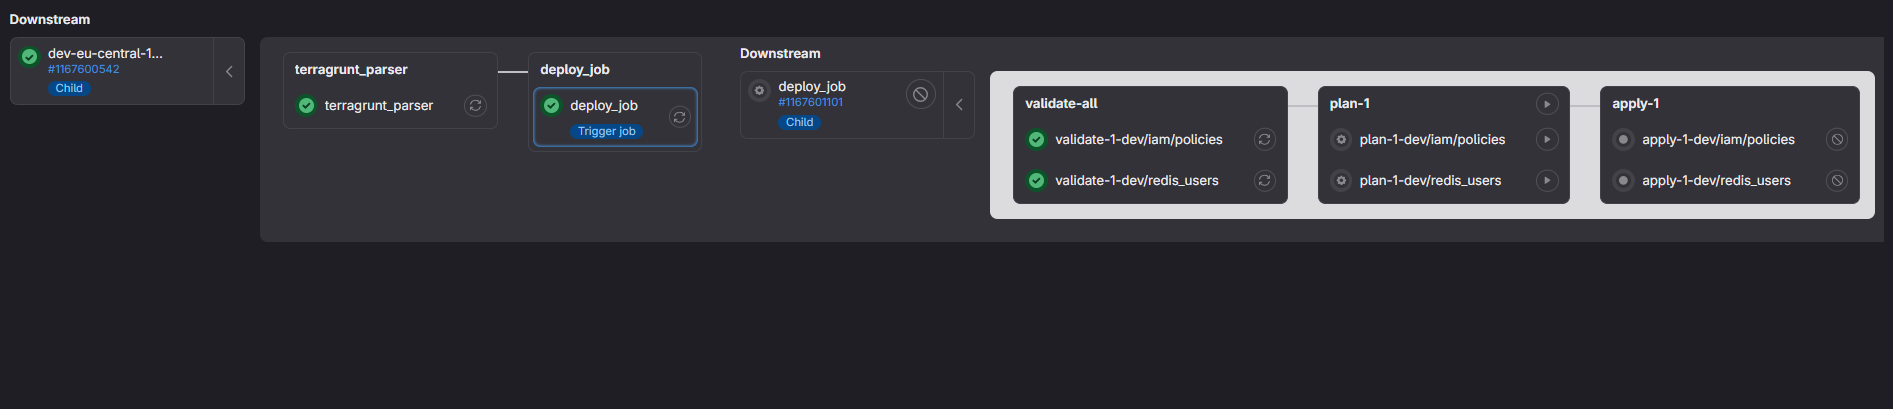 Downstream
dev-eu-central-1...
#1167600542
Child
terragrunt_parser
terragrunt_parser
deploy_job
deploy_job
Trigger job
Downstream
deploy_job
#1167601101
Child
validate-all
validate-1-dev/iam/policies
validate-1-dev/redis_users
plan-1
plan-1-dev/iam/policies
plan-1-dev/redis_users
apply-1
apply-1-dev/iam/policies
apply-1-dev/redis_users